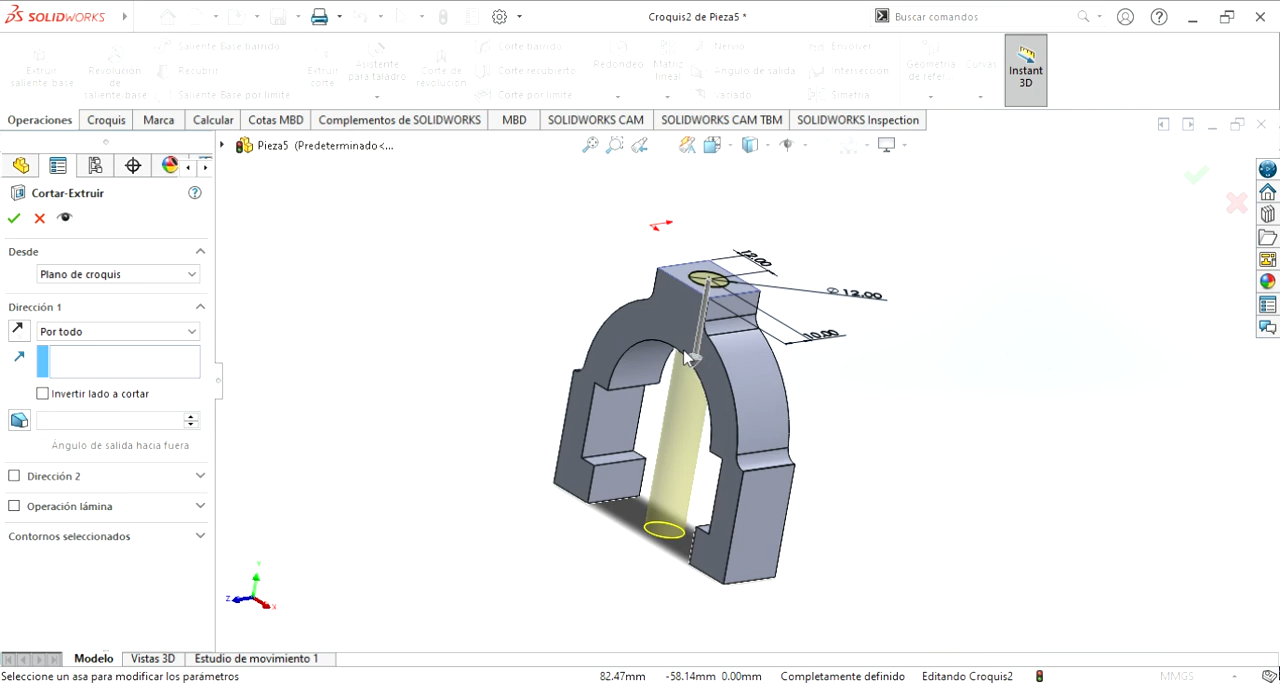 SOLIDWORKS
Croquis2 de Pieza5 *
Buscar comandos
Extruir saliente/base
Revolución de saliente/base
Saliente Base barrido
Recubrir
Saliente/Base por límite
Extruir corte
Asistente para taladro
Corte de revolución
Corte barrido
Corte recubierto
Corte por límite
Redondeo
Matriz lineal
Nervio
Ángulo de salida
Vaciado
Envolver
Intersección
Simetría
Geometría de refer...
Curvas
Instant 3D
Operaciones
Croquis
Marca
Calcular
Cotas MBD
Complementos de SOLIDWORKS
MBD
SOLIDWORKS CAM
SOLIDWORKS CAM TBM
SOLIDWORKS Inspection
Pieza5 (Predeterminado<...
Cortar-Extruir
Desde
Plano de croquis
Dirección 1
Por todo
Invertir lado a cortar
Ángulo de salida hacia fuera
Dirección 2
Operación lámina
Contornos seleccionados
12.00
∅ 12.00
10.00
Y
Z
X
Modelo
Vistas 3D
Estudio de movimiento 1
Seleccione un asa para modificar los parámetros
82.47mm
-58.14mm 0.00mm
Completamente definido
Editando Croquis2
MMGS